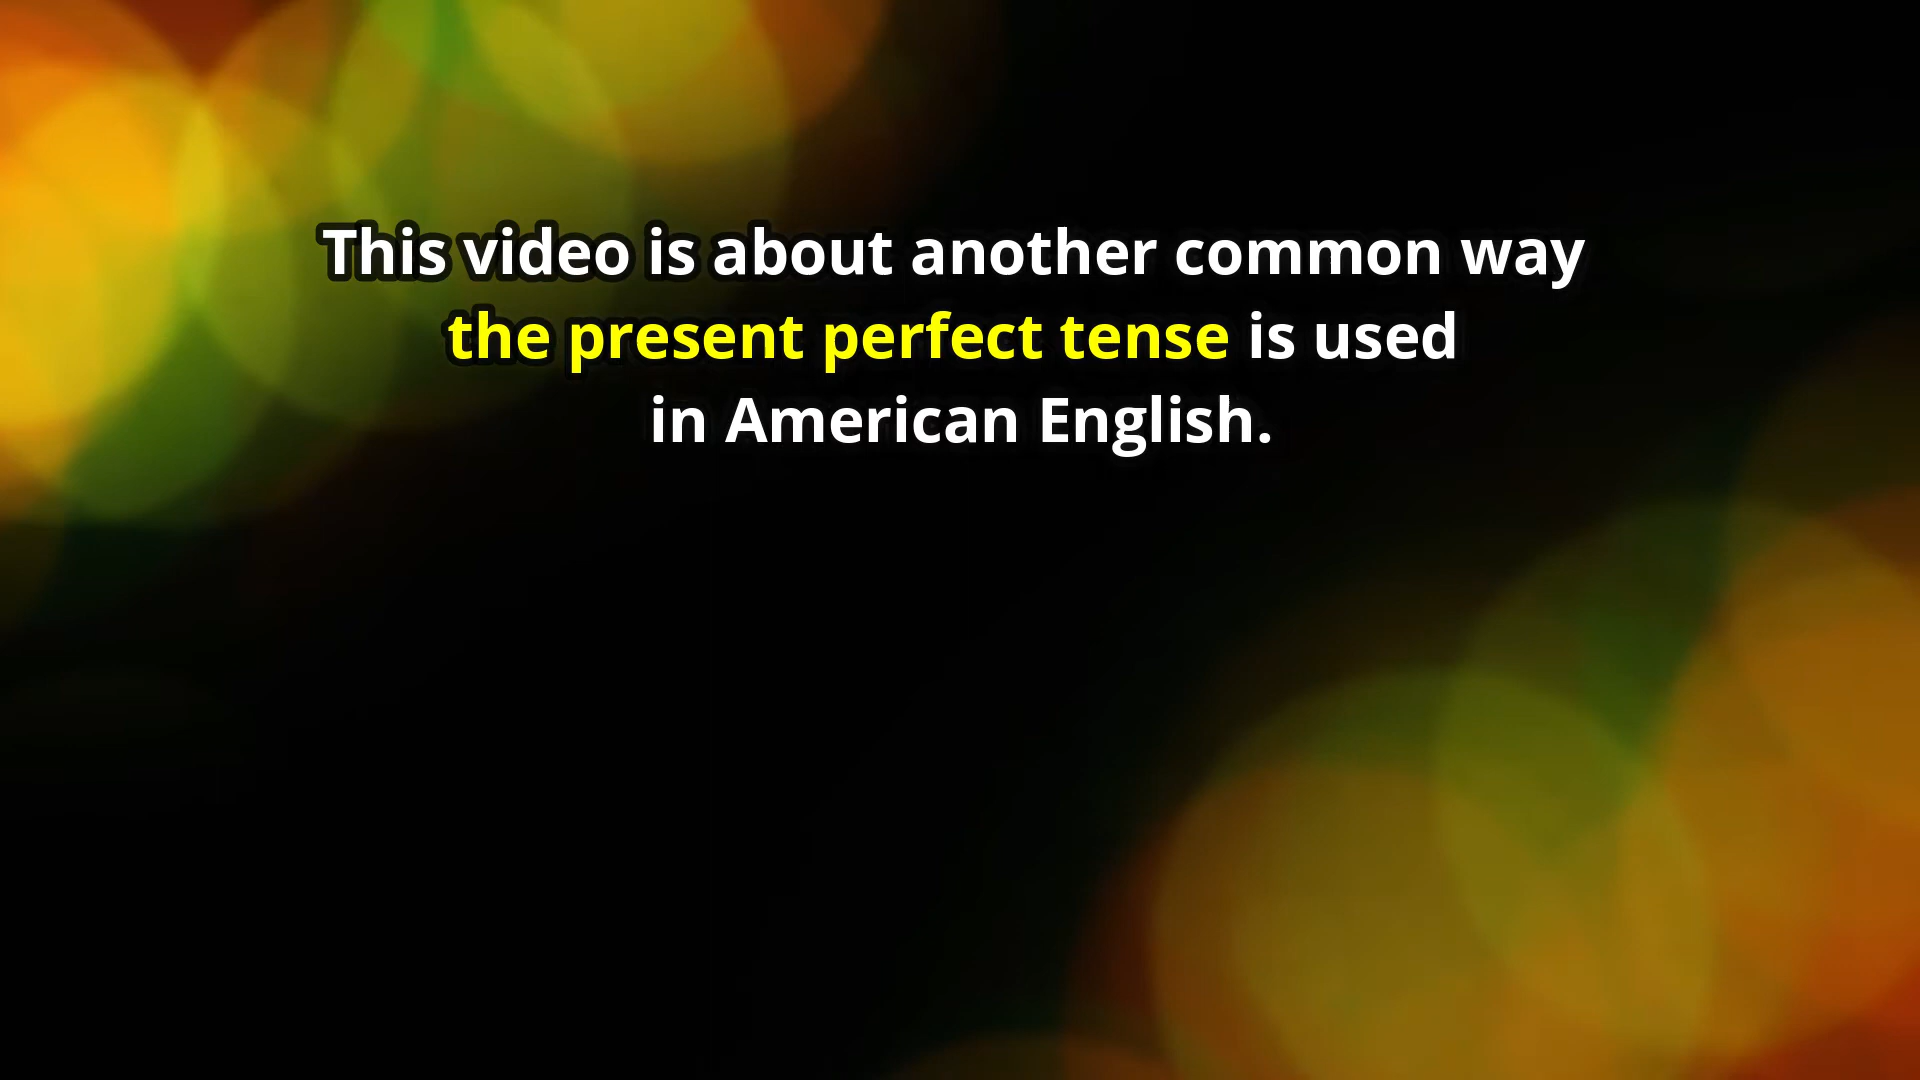 This video is about another common way
the present perfect tense is used
in American English.